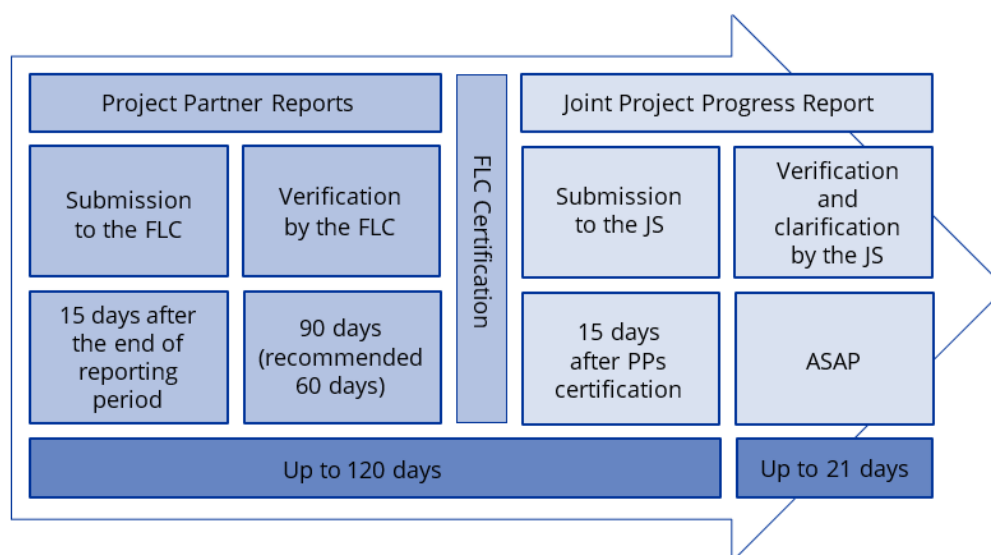 Project Partner Reports
Submission
to the FLC
Verification
by the FLC
15 days after
the end of
reporting
period
90 days
(recommended
60 days)
FLC Certification
Joint Project Progress Report
Submission
to the JS
Verification
and
clarification
by the JS
15 days
after PPs
certification
ASAP
Up to 120 days
Up to 21 days